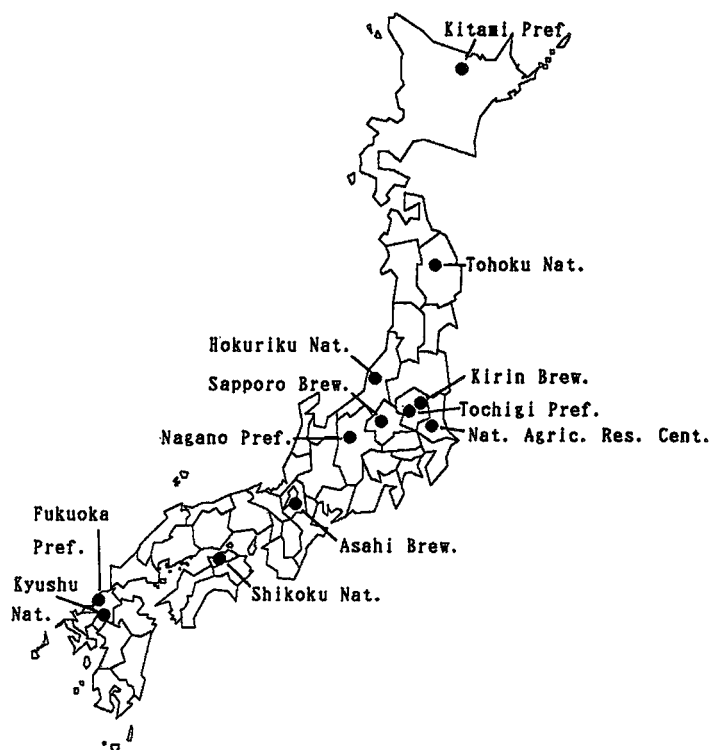 Kitami Pref
Tohoku Nat.
Hokuriku Nat.
Sapporo Brew.
Kirin Brew.
Tochigi Pref.
Nagano Pref.
Nat. Agric. Res. Cent.
Fukuoka
Pref.
Asahi Brew.
Kyushu
Nat.
Shikoku Nat.